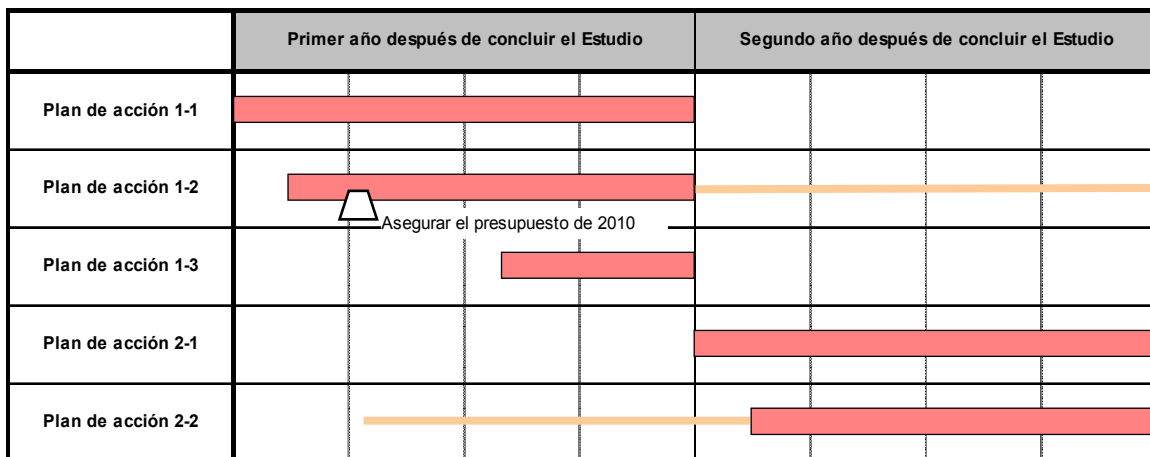 Primer año después de concluir el Estudio
Segundo año después de concluir el Estudio
Plan de acción 1-1
Plan de acción 1-2
Asegurar el presupuesto de 2010
Plan de acción 1-3
Plan de acción 2-1
Plan de acción 2-2